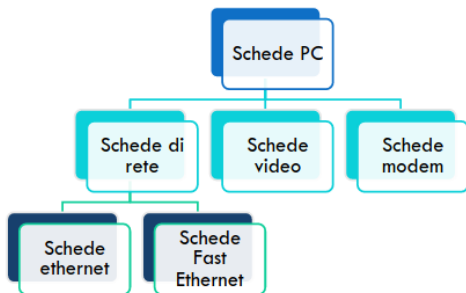 Schede PC
Schede di
rete
Schede
video
Schede
modem
Schede
ethernet
Schede
Fast
Ethernet